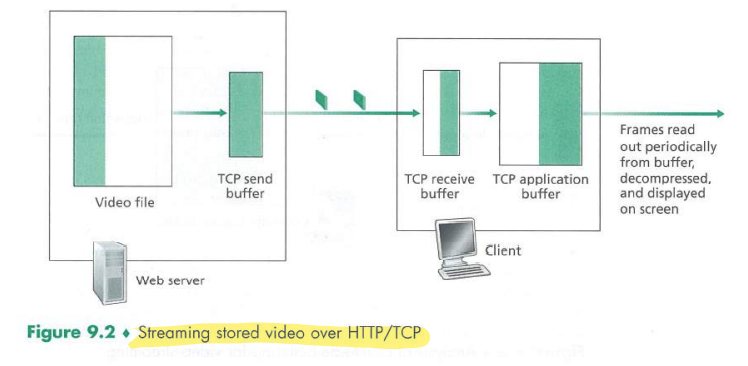 Video file
TCP send
buffer
Web server
TCP receive
buffer
TCP application
buffer
Client
Frames read
out periodically
from buffer,
decompressed,
and displayed
on screen
Figure 9.2 ♦ Streaming stored video over HTTP/TCP